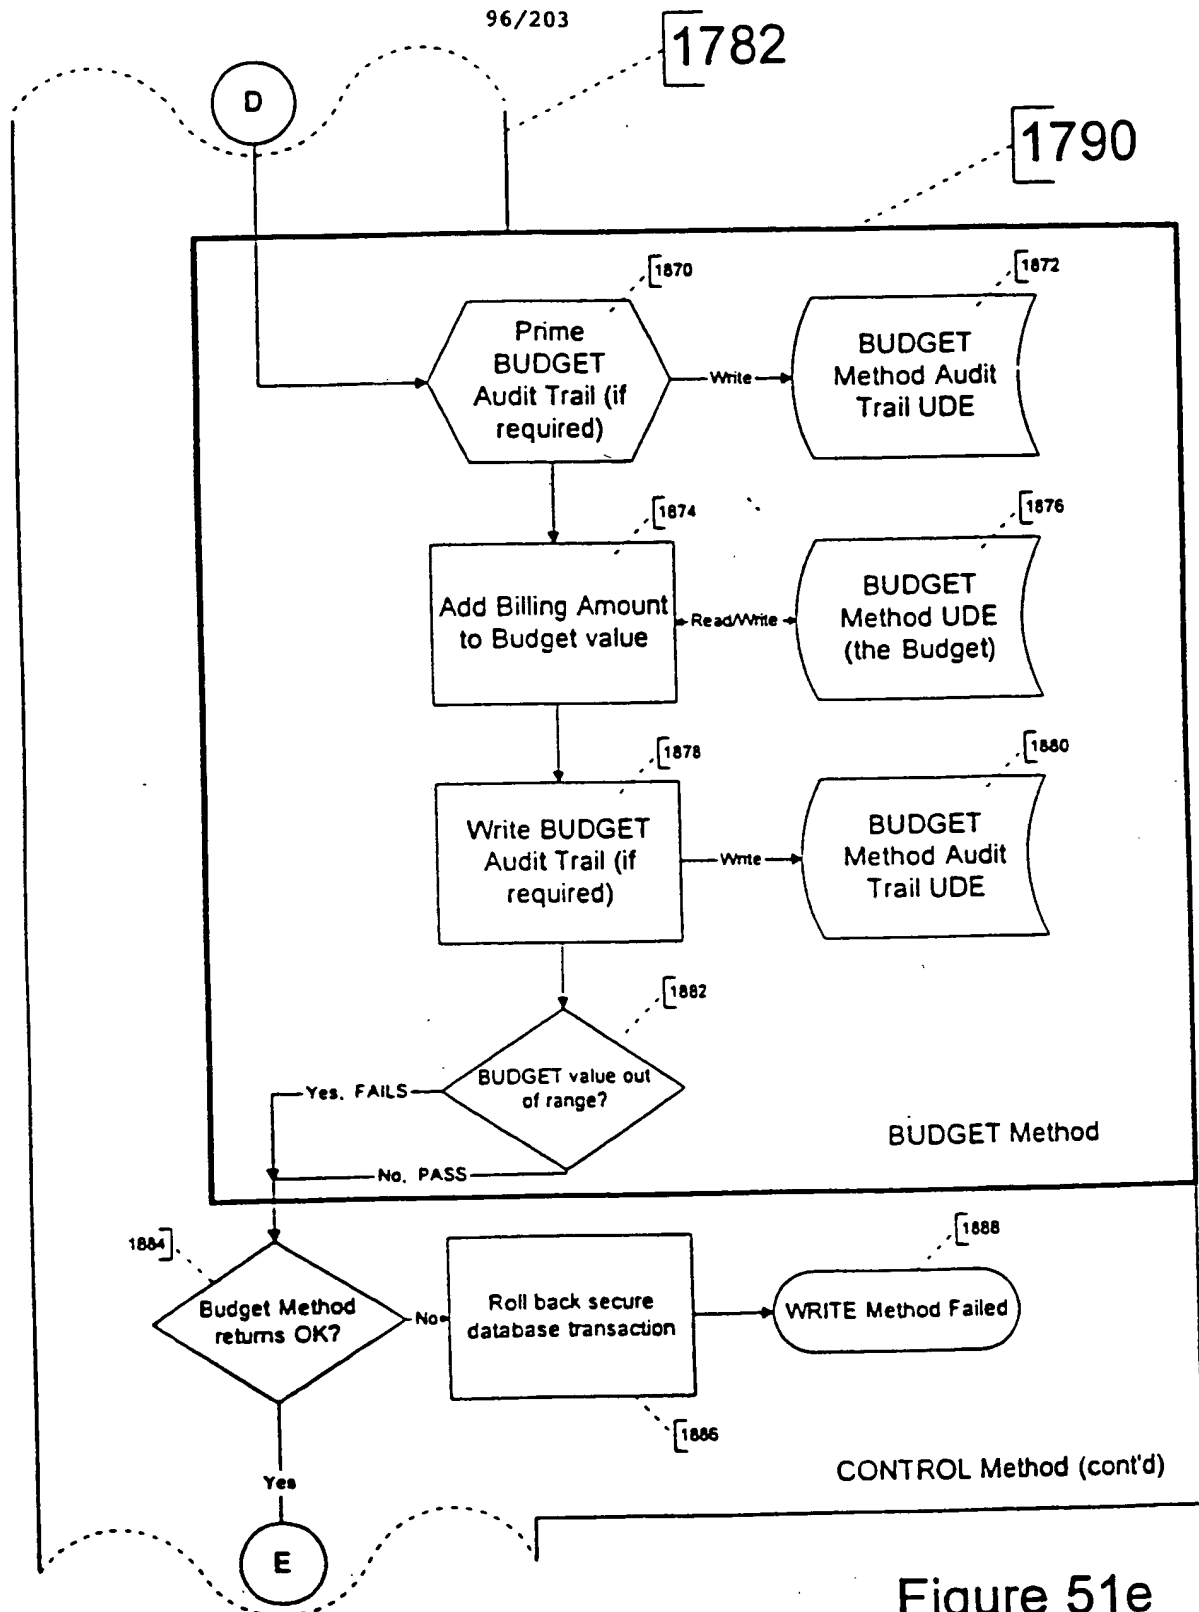 96/203
1782
D
1790
1870
1872
Prime
BUDGET
Audit Trail (if
required)
Write
BUDGET
Method Audit
Trail UDE
1874
1876
Add Billing Amount
to Budget value
Read/Write
BUDGET
Method UDE
(the Budget)
1878
1880
Write BUDGET
Audit Trail (if
required)
Write
BUDGET
Method Audit
Trail UDE
1882
BUDGET value out
of range?
Yes, FAILS
No, PASS
BUDGET Method
1884
1888
Budget Method
returns OK?
No
Roll back secure
database transaction
WRITE Method Failed
1886
Yes
CONTROL Method (cont'd)
E
Figure 51e